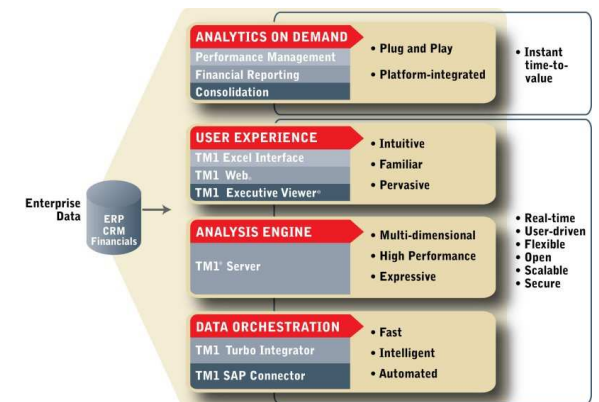 ANALYTICS ON DEMAND
Performance Management
Financial Reporting
Consolidation
• Plug and Play
• Platform-integrated
• Instant
time-to-
value
USER EXPERIENCE
TM1 Excel Interface
TM1 Web®
TM1 Executive Viewer®
• Intuitive
• Familiar
• Pervasive
Enterprise
Data
ERP
CRM
Financials
ANALYSIS ENGINE
TM1® Server
• Multi-dimensional
• High Performance
• Expressive
• Real-time
• User-driven
• Flexible
• Open
• Scalable
• Secure
DATA ORCHESTRATION
TM1 Turbo Integrator
TM1 SAP Connector
• Fast
• Intelligent
• Automated